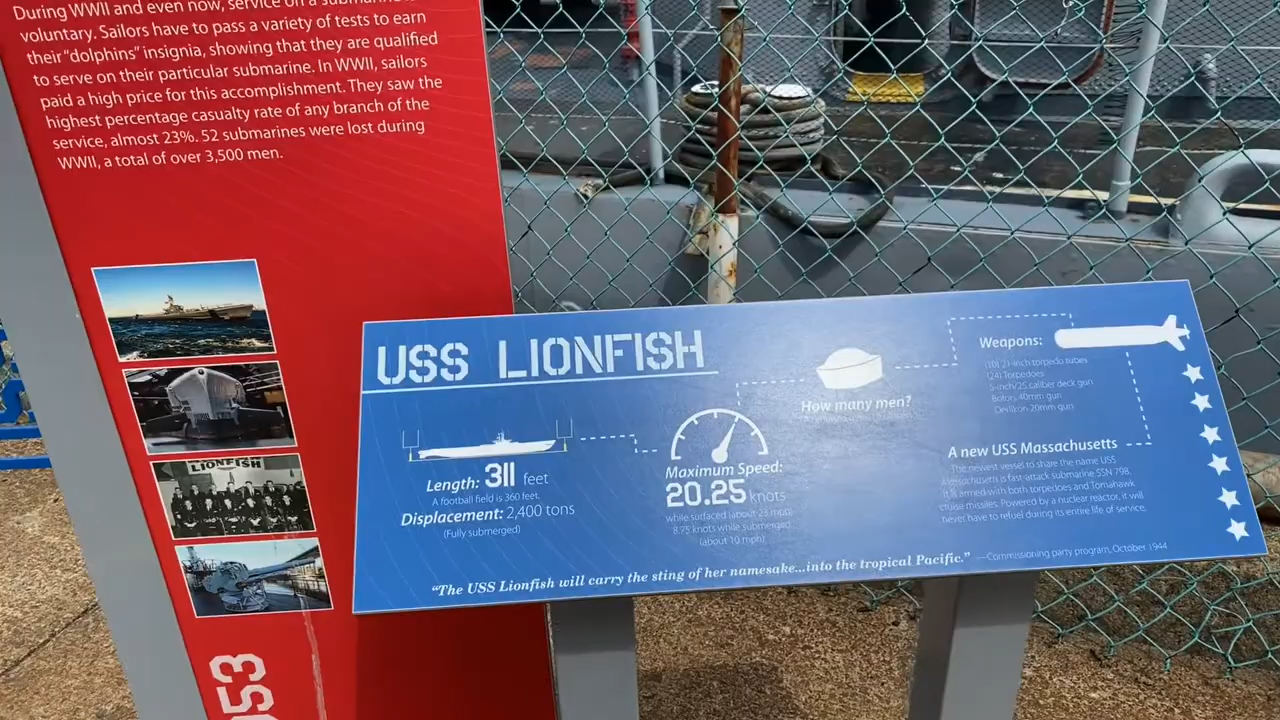 During WWII and even now, service on a submarine is
voluntary. Sailors have to pass a variety of tests to earn
their "dolphins" insignia, showing that they are qualified
to serve on their particular submarine. In WWII, sailors
paid a high price for this accomplishment. They saw the
highest percentage casualty rate of any branch of the
service, almost 23%. 52 submarines were lost during
WWII, a total of over 3,500 men.
LIONFISH
953
USS LIONFISH
Length: 311 feet
A football field is 360 feet.
Displacement: 2,400 tons
(Fully submerged)
Maximum Speed:
20.25 knots
while surfaced (about 23 mph)
8.75 knots while submerged
(about 10 mph)
How many men?
Weapons:
(10) 21-inch torpedo tubes
(24) Torpedoes
5-inch/25 caliber deck gun
Bofors 40mm gun
Oerlikon 20mm gun
A new USS Massachusetts
The newest vessel to share the name USS
Massachusetts is fast-attack submarine SSN 798.
It is armed with both torpedoes and Tomahawk
cruise missiles. Powered by a nuclear reactor, it will
never have to refuel during its entire life of service.
"The USS Lionfish will carry the sting of her namesake...into the tropical Pacific." —Commissioning party program, October 1944